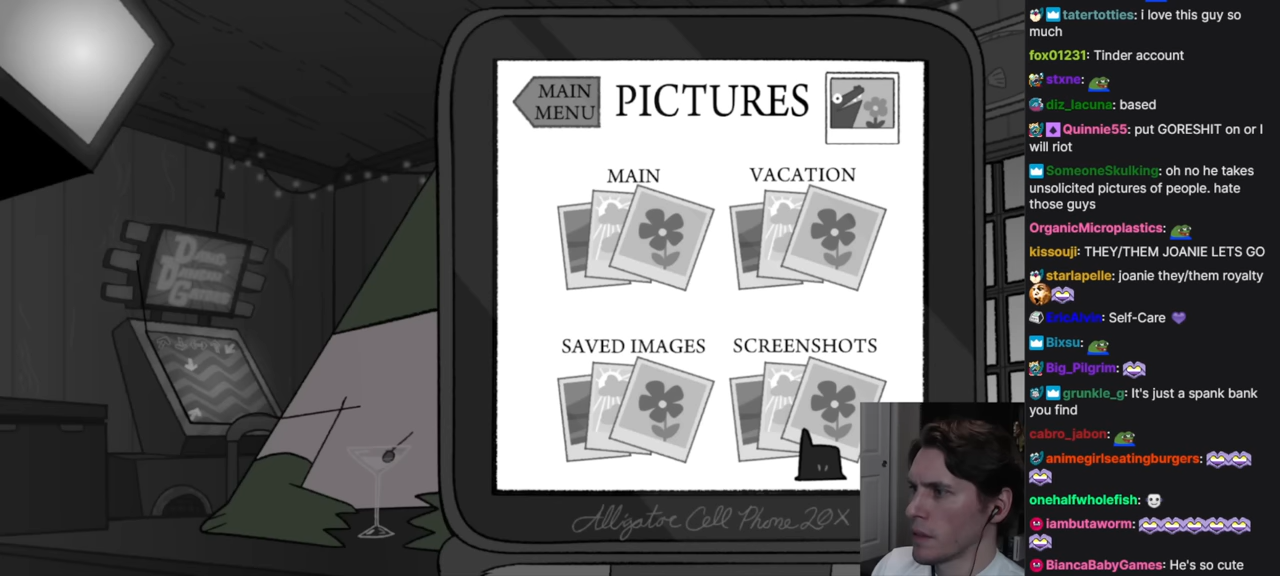 MAIN
MENU
PICTURES
MAIN
VACATION
SAVED IMAGES
SCREENSHOTS
Alligator Cell Phone 20X
tatertotties: i love this guy so
much
fox01231: Tinder account
stxne:
diz_lacuna: based
Quinnie55: put GORESHIT on or I
will riot
SomeoneSkulking: oh no he takes
unsolicited pictures of people. hate
those guys
OrganicMicroplastics:
kissouji: THEY/THEM JOANIE LETS GO
starlapelle: joanie they/them royalty
EricAlvin: Self-Care
Bixsu:
Big_Pilgrim:
grunkle_g: It's just a spank bank
you find
cabro_jabon:
animegirlseatingburgers:
onehalfwholefish:
iambutaworm:
BiancaBabyGames: He's so cute